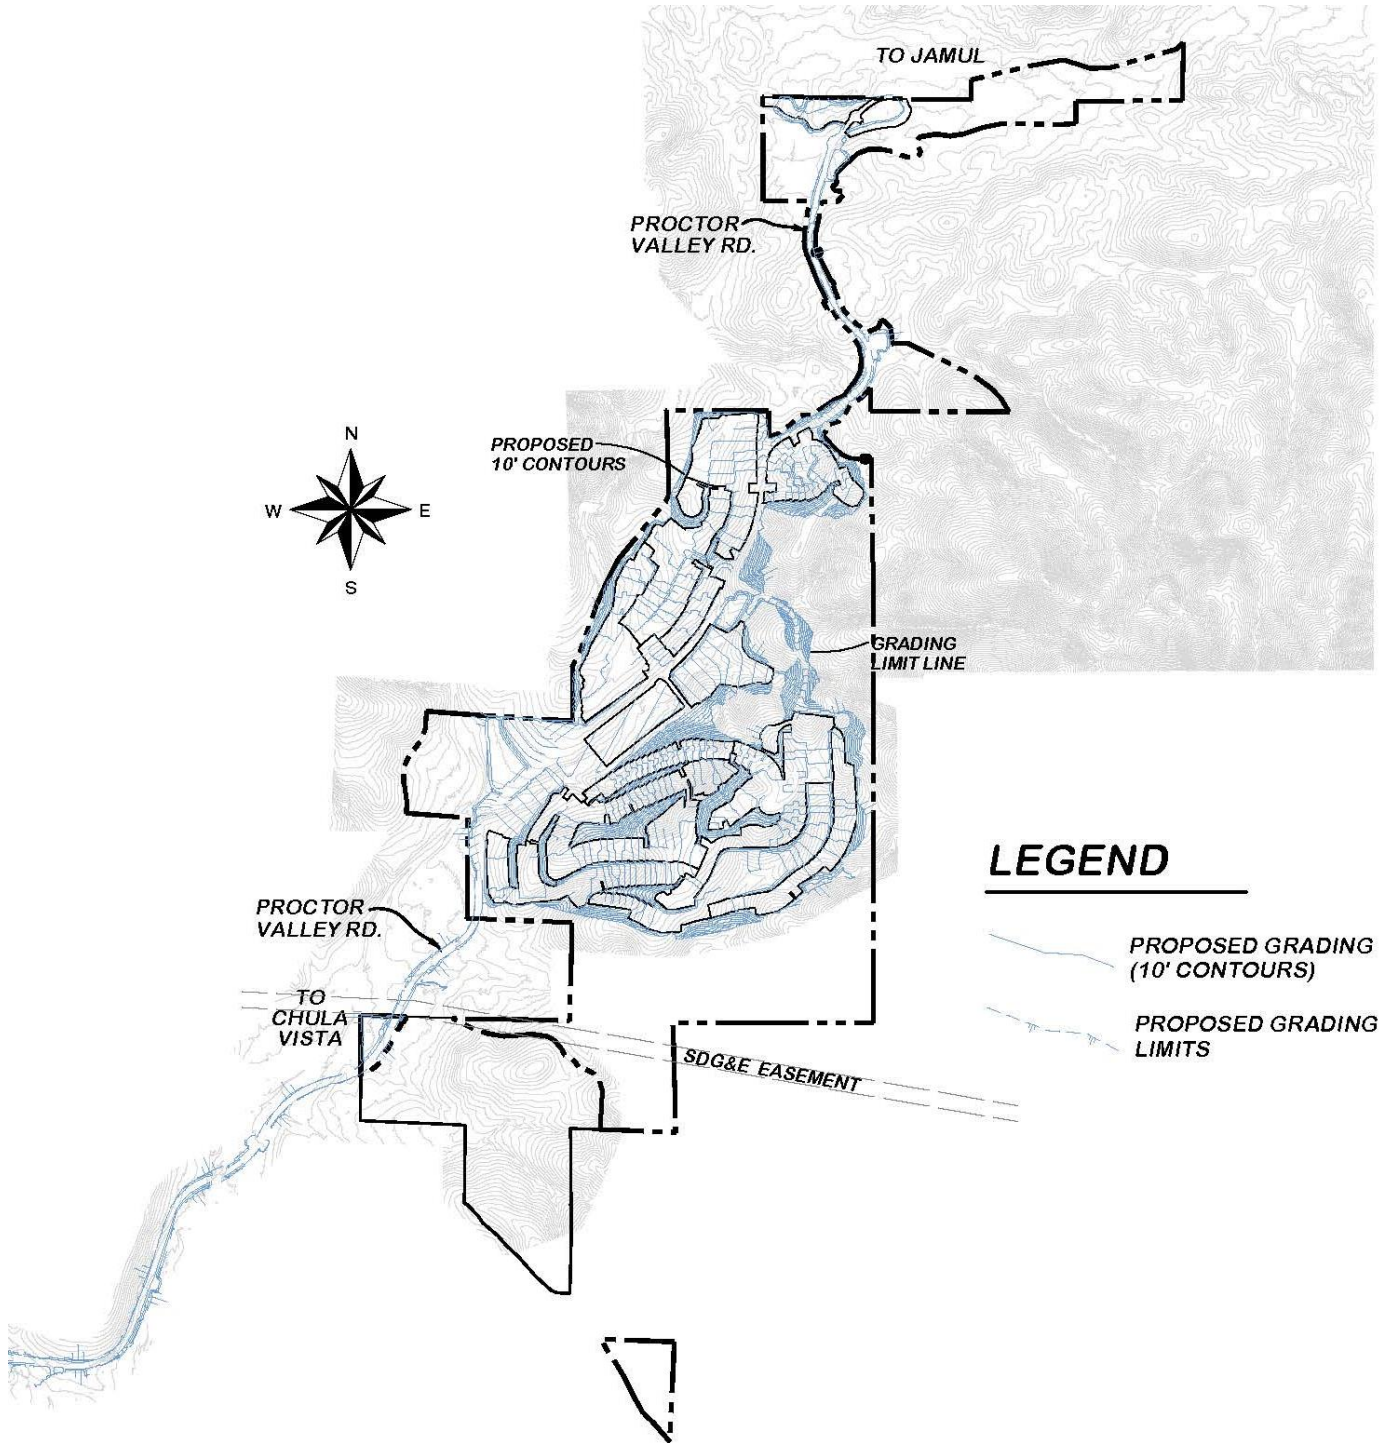 TO JAMUL
PROCTOR
VALLEY RD.
N
W
E
S
PROPOSED
10' CONTOURS
GRADING
LIMIT LINE
LEGEND
PROPOSED GRADING
(10' CONTOURS)
PROPOSED GRADING
LIMITS
PROCTOR
VALLEY RD.
TO
CHULA
VISTA
SDG&E EASEMENT